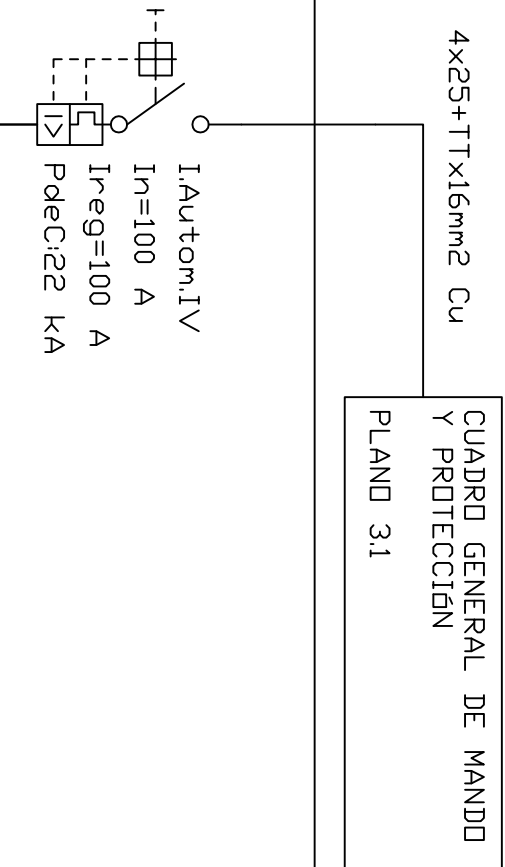 4x25+TTx16mm2 Cu
CUADRO GENERAL DE MANDO
Y PROTECCIóN
PLANO 3.1
I.Autom.IV
In=100 A
Ireg=100 A
PdeC:22 kA
I>